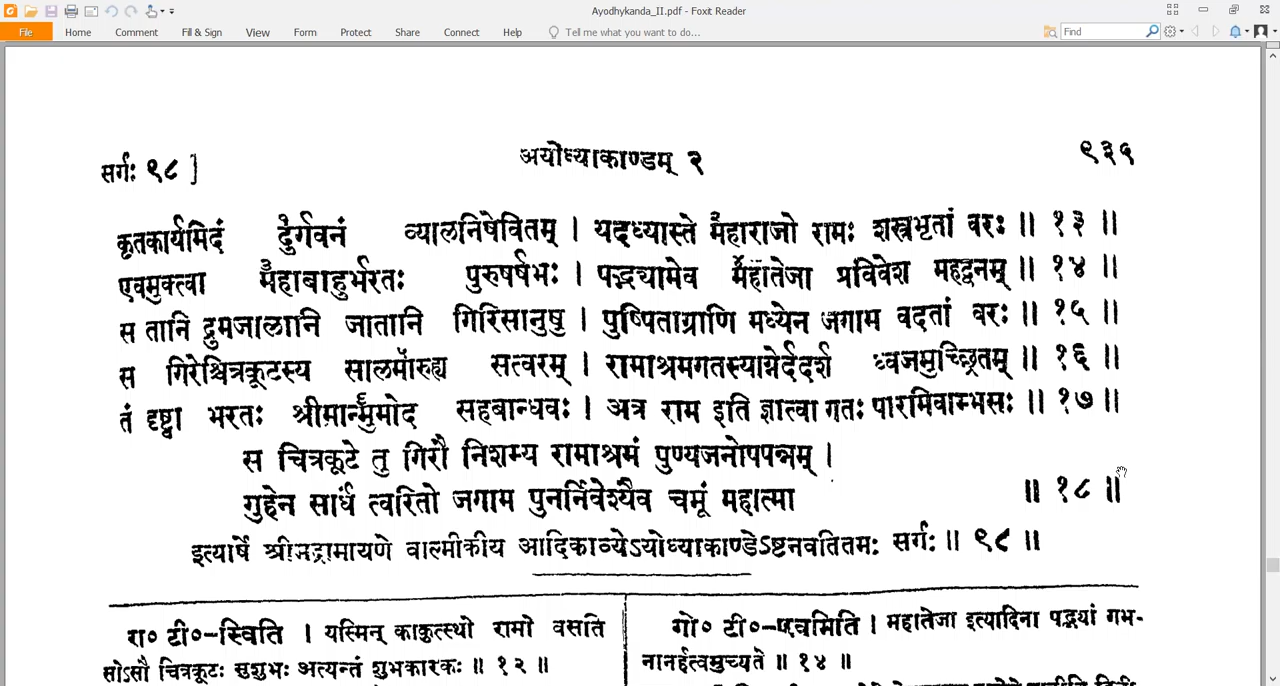 Ayodhykanda_II.pdf - Foxit Reader
File Home Comment Fill & Sign View Form Protect Share Connect Help Tell me what you want to do... Find
सर्गः ९८ ] अयोध्याकाण्डम् २ ९३५
कृतकार्यमिदं दुर्गवनं व्यालनिषेवितम् । यदध्यास्ते महाराजो रामः शस्त्रभृतां वरः ॥ १३ ॥
एवमुक्त्वा महाबाहुर्भरतः पुरुषर्षभः । पद्भ्यामेव महातेजा प्रविवेश महद्वनम् ॥ १४ ॥
स तानि द्रुमजालानि जातानि गिरिसानुषु । पुष्पिताग्राणि मध्येन जगाम वदतां वरः ॥ १५ ॥
स गिरेश्चित्रकूटस्य सालमारुह्य सत्वरम् । रामाश्रमगतस्याग्नेर्ददर्श ध्वजमुच्छ्रितम् ॥ १६ ॥
तं दृष्ट्वा भरतः श्रीमान्मुमोद सहबान्धवः । अत्र राम इति ज्ञात्वा गतः पारमिवाम्भसः ॥ १७ ॥
स चित्रकूटे तु गिरौ निशम्य रामाश्रमं पुण्यजनोपपन्नम् ।
गुहेन सार्धं त्वरितो जगाम पुनर्निवेश्यैव चमूं महात्मा ॥ १८ ॥
इत्यार्षे श्रीमद्रामायणे वाल्मीकीय आदिकाव्येऽयोध्याकाण्डेऽष्टनवतितमः सर्गः ॥ ९८ ॥
रा० टी०-स्विति । यस्मिन् काकुत्स्थो रामो वसति
सोऽसौ चित्रकूटः सुशुभः अत्यन्तं शुभकारकः ॥ १२ ॥
गो० टी०-एवमिति । महातेजा इत्यादिना पद्भ्यां गम-
नानर्हत्वमुच्यते ॥ १४ ॥